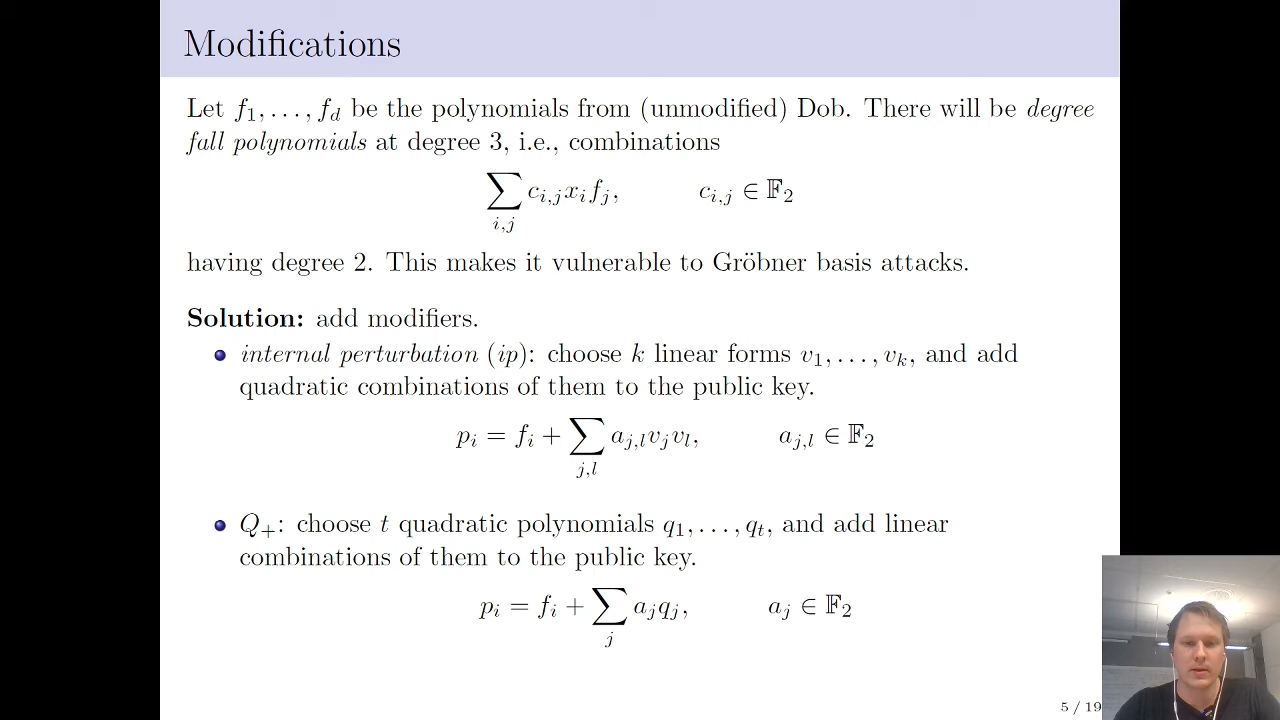 Modifications
Let f₁, . . . , f_d be the polynomials from (unmodified) Dob. There will be degree
fall polynomials at degree 3, i.e., combinations
∑_{i,j} c_{i,j}x_i f_j, c_{i,j} ∈ 𝔽₂
having degree 2. This makes it vulnerable to Gröbner basis attacks.
Solution: add modifiers.
internal perturbation (ip): choose k linear forms v₁, . . . , v_k, and add
quadratic combinations of them to the public key.
p_i = f_i + ∑_{j,l} a_{j,l}v_j v_l, a_{j,l} ∈ 𝔽₂
Q₊: choose t quadratic polynomials q₁, . . . , q_t, and add linear
combinations of them to the public key.
p_i = f_i + ∑_j a_j q_j, a_j ∈ 𝔽₂
5 / 19